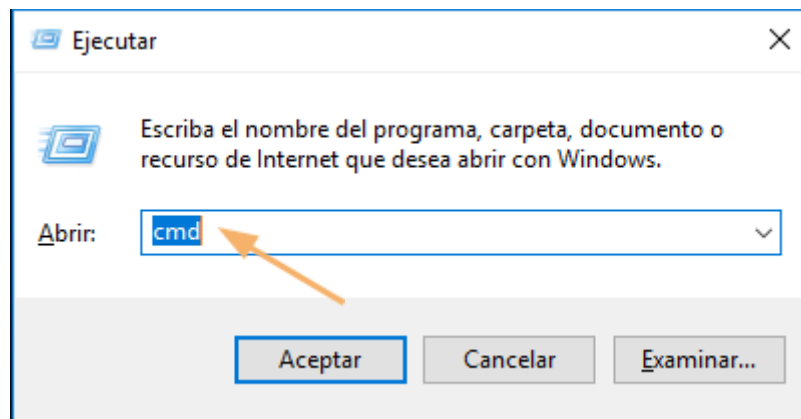 Ejecutar
Escriba el nombre del programa, carpeta, documento o
recurso de Internet que desea abrir con Windows.
Abrir: cmd
Aceptar Cancelar Examinar...